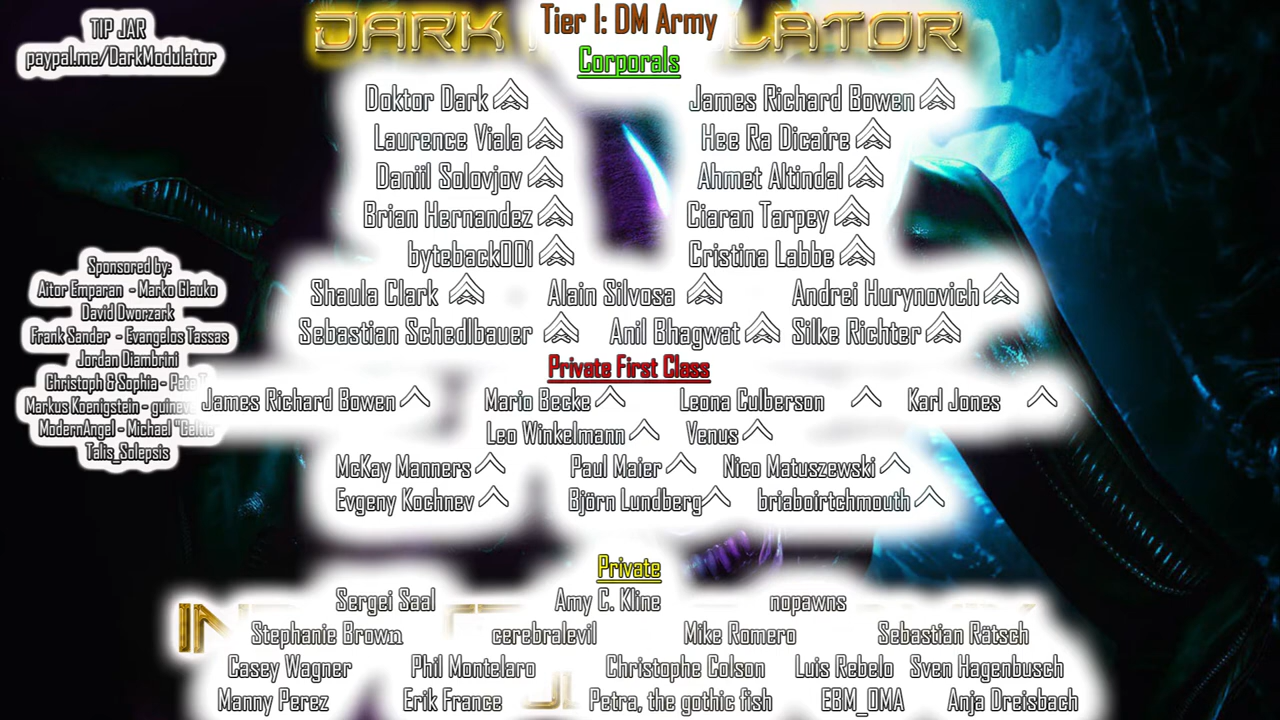 TIP JAR
paypal.me/DarkModulator
DARK
LATOR
Tier I: DM Army
Corporals
Doktor Dark James Richard Bowen
Laurence Viala Hee Ra Dicaire
Daniil Solovjov Ahmet Altindal
Brian Hernandez Ciaran Tarpey
byteback001 Cristina Labbe
Shaula Clark Alain Silvosa Andrei Hurynovich
Sebastian Schedlbauer Anil Bhagwat Silke Richter
Sponsored by:
Aitor Emparan - Marko Glauko
David Dworzark
Frank Sander - Evangelos Tassas
Jordan Diambrini
Christoph & Sophia - Pete T
Markus Koenigstein -
ModernAngel - Michael "Celtic
Talis_Solepsis
Private First Class
James Richard Bowen Mario Becke Leona Culberson Karl Jones
Leo Winkelmann Venus
McKay Manners Paul Maier Nico Matuszewski
Evgeny Kochnev Björn Lundberg briaboirtchmouth
Private
Sergei Saal Amy C. Kline nopawns
Stephanie Brown cerebralevil Mike Romero Sebastian Rätsch
Casey Wagner Phil Montelaro Christophe Colson Luis Rebelo Sven Hagenbusch
Manny Perez Erik France Petra, the gothic fish EBM_DMA Anja Dreisbach